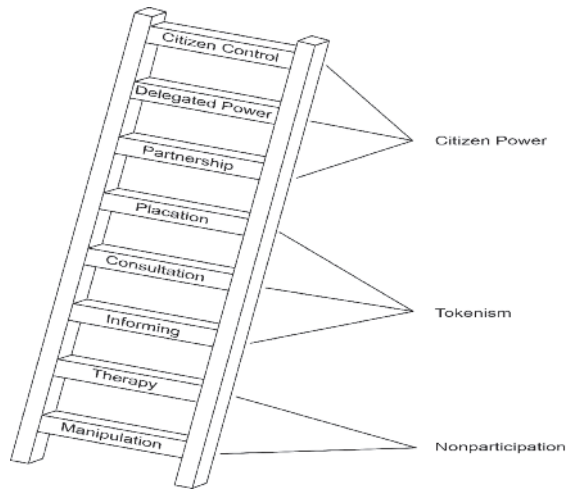 Citizen Control
Delegated Power
Partnership
Placation
Consultation
Informing
Therapy
Manipulation
Citizen Power
Tokenism
Nonparticipation